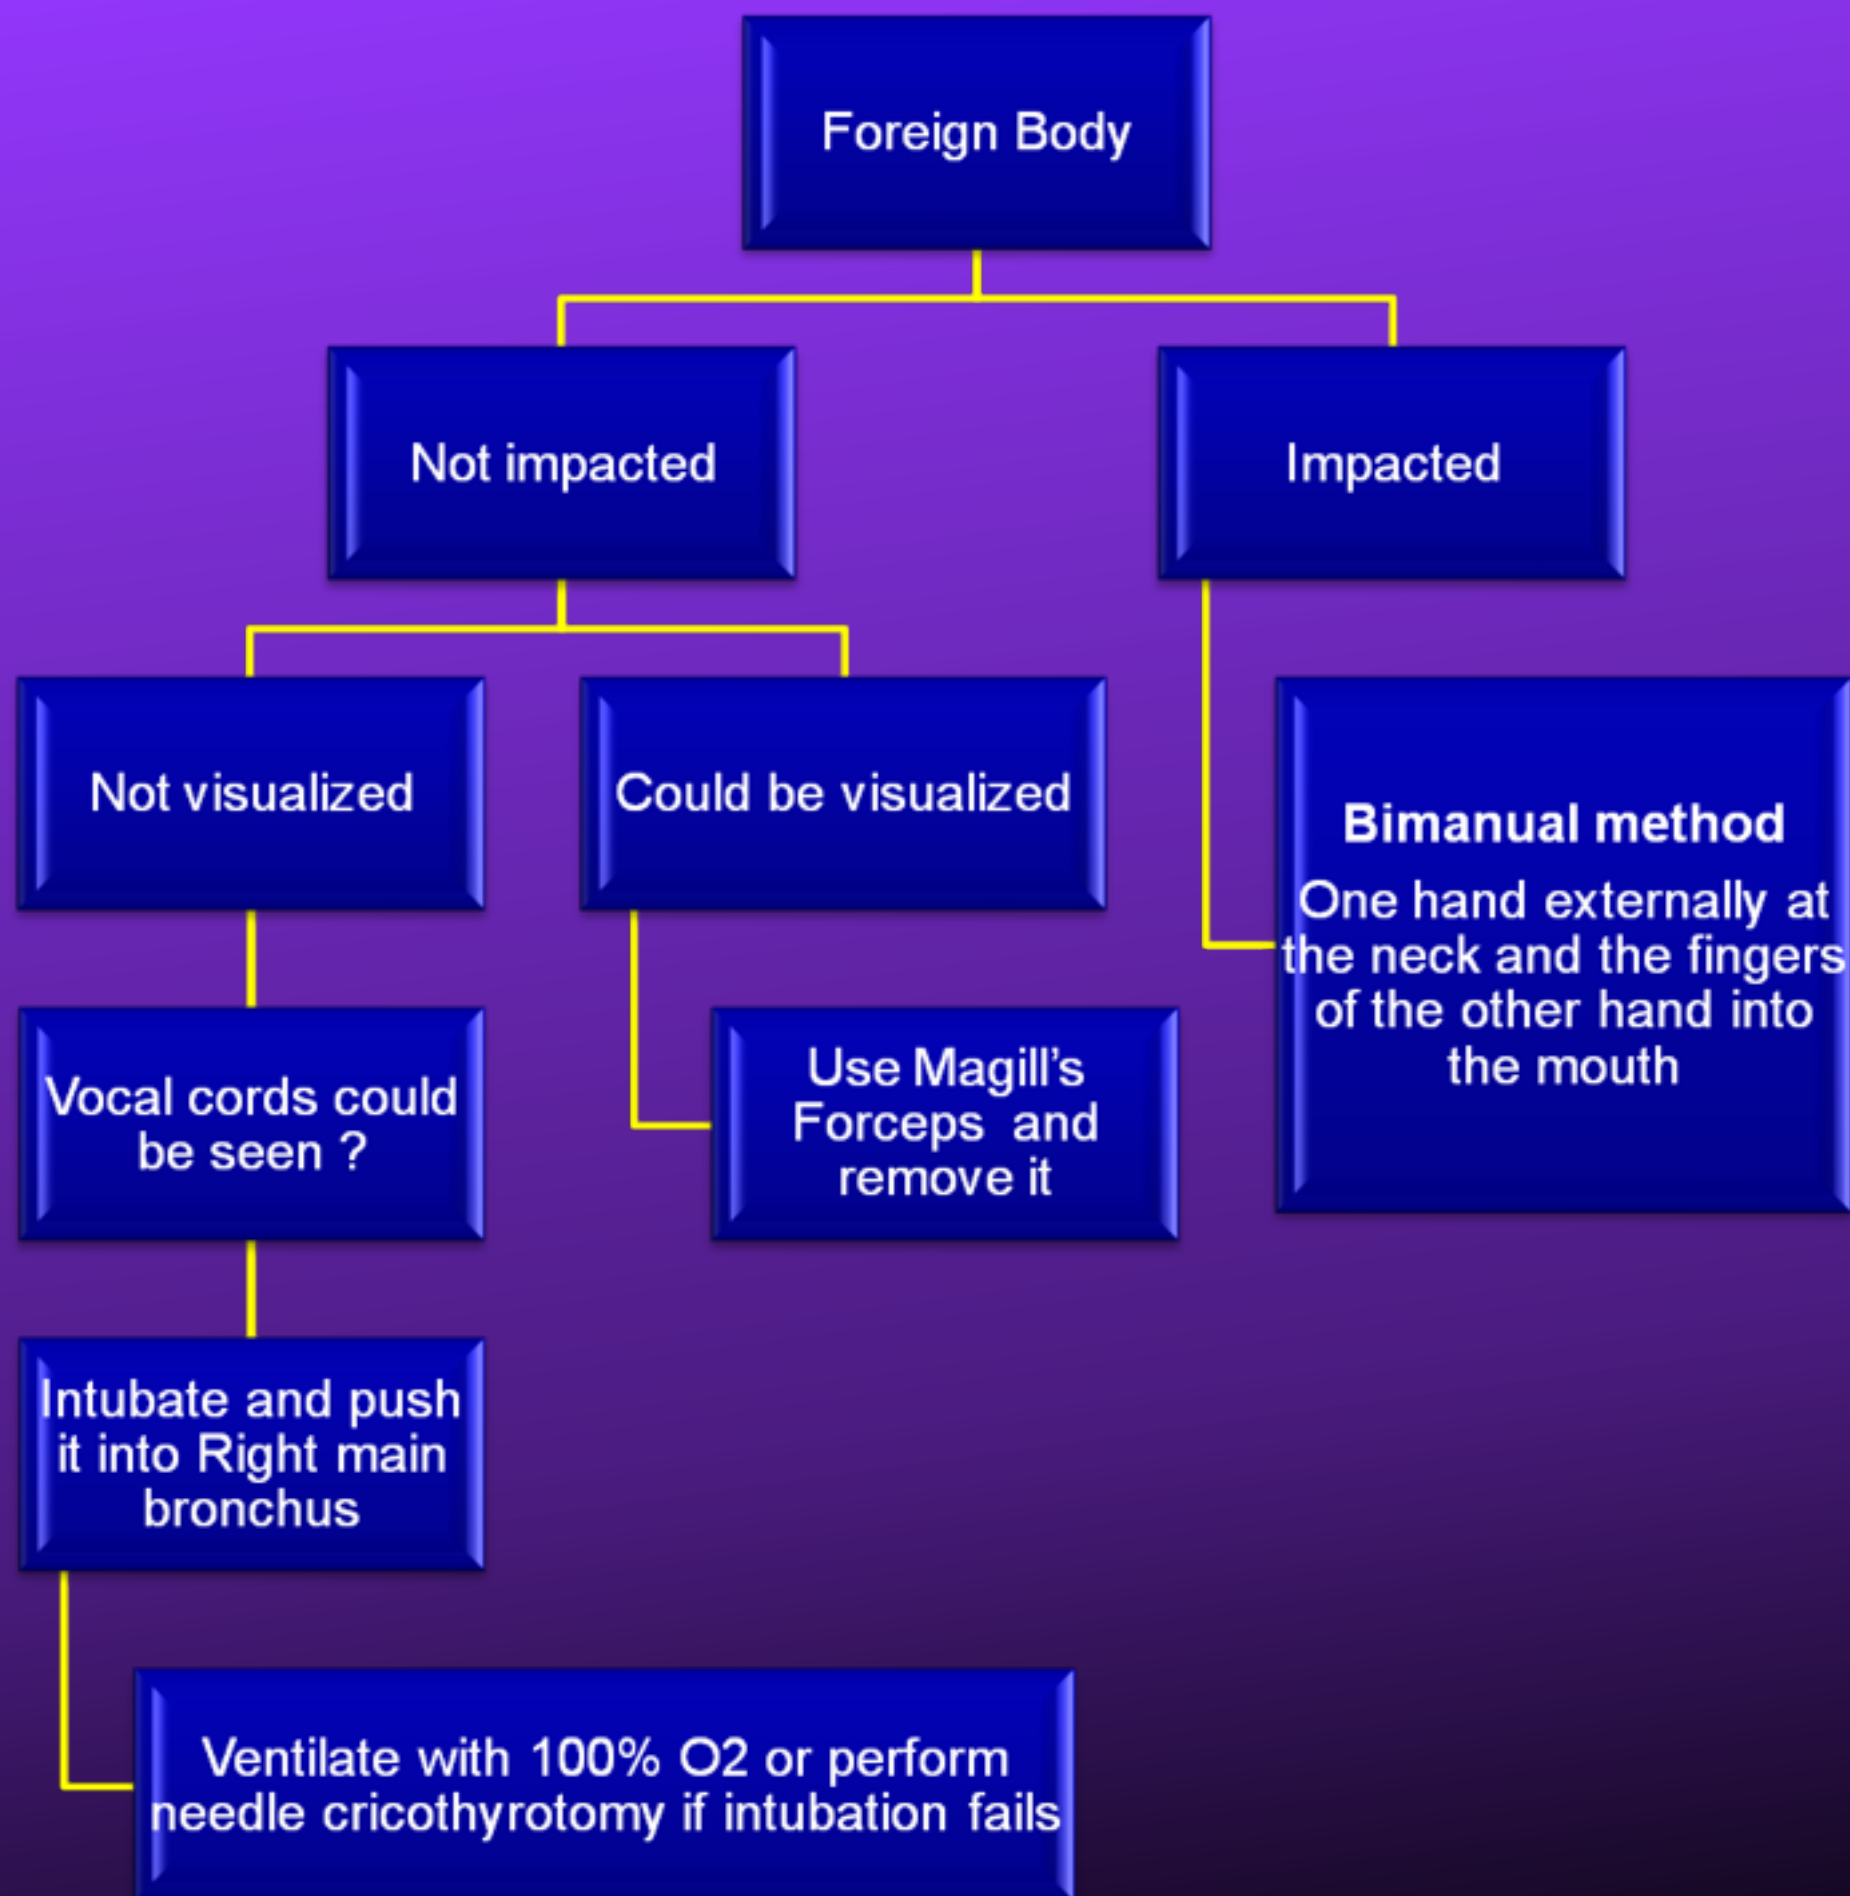 Foreign Body
Not impacted
Impacted
Not visualized
Could be visualized
Bimanual method
One hand externally at
the neck and the fingers
of the other hand into
the mouth
Vocal cords could
be seen ?
Use Magill’s
Forceps and
remove it
Intubate and push
it into Right main
bronchus
Ventilate with 100% O2 or perform
needle cricothyrotomy if intubation fails